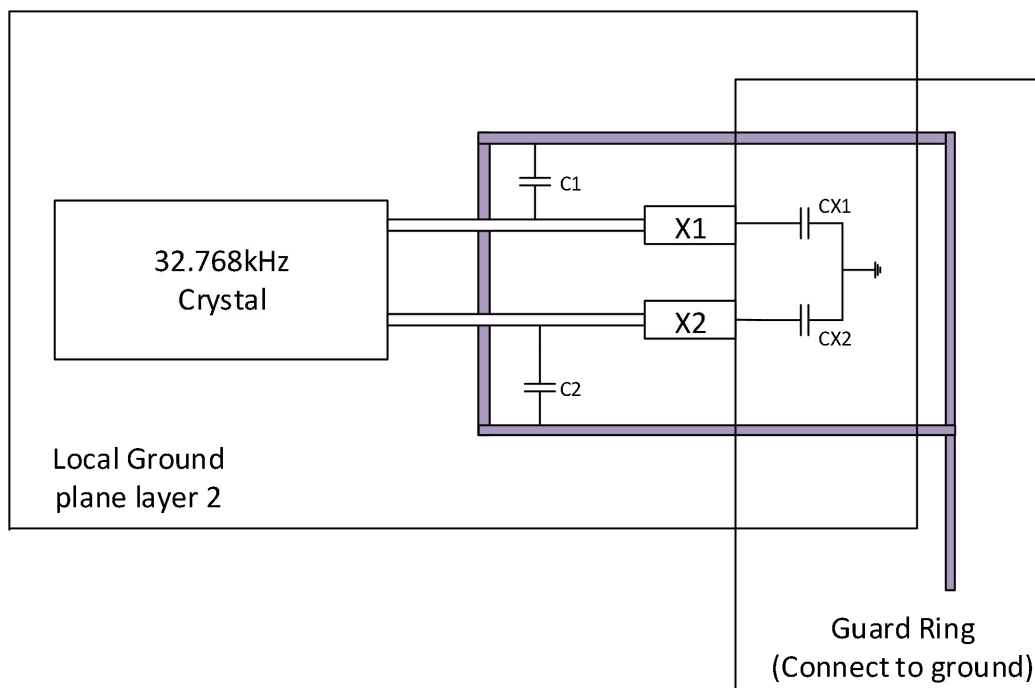 C1
X1
CX1
32.768kHz
Crystal
X2
CX2
C2
Local Ground
plane layer 2
Guard Ring
(Connect to ground)